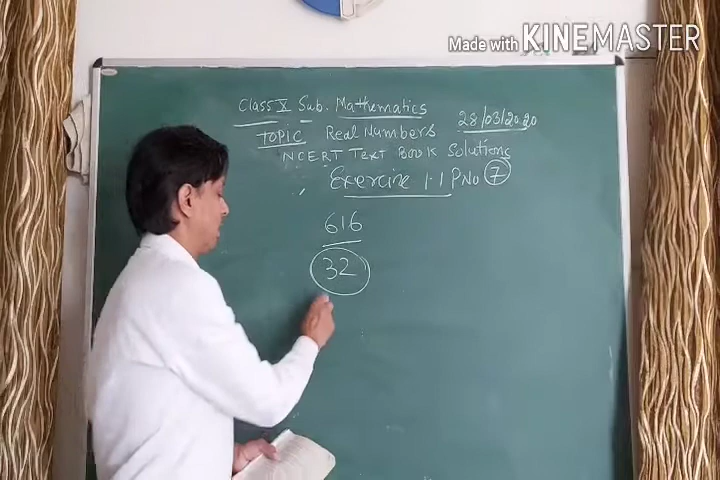 Made with KINEMASTER
Class X Sub. Mathematics
28/03/2020
TOPIC Real Numbers
NCERT Text Book Solutions
Exercise 1.1 P No 7
616
32